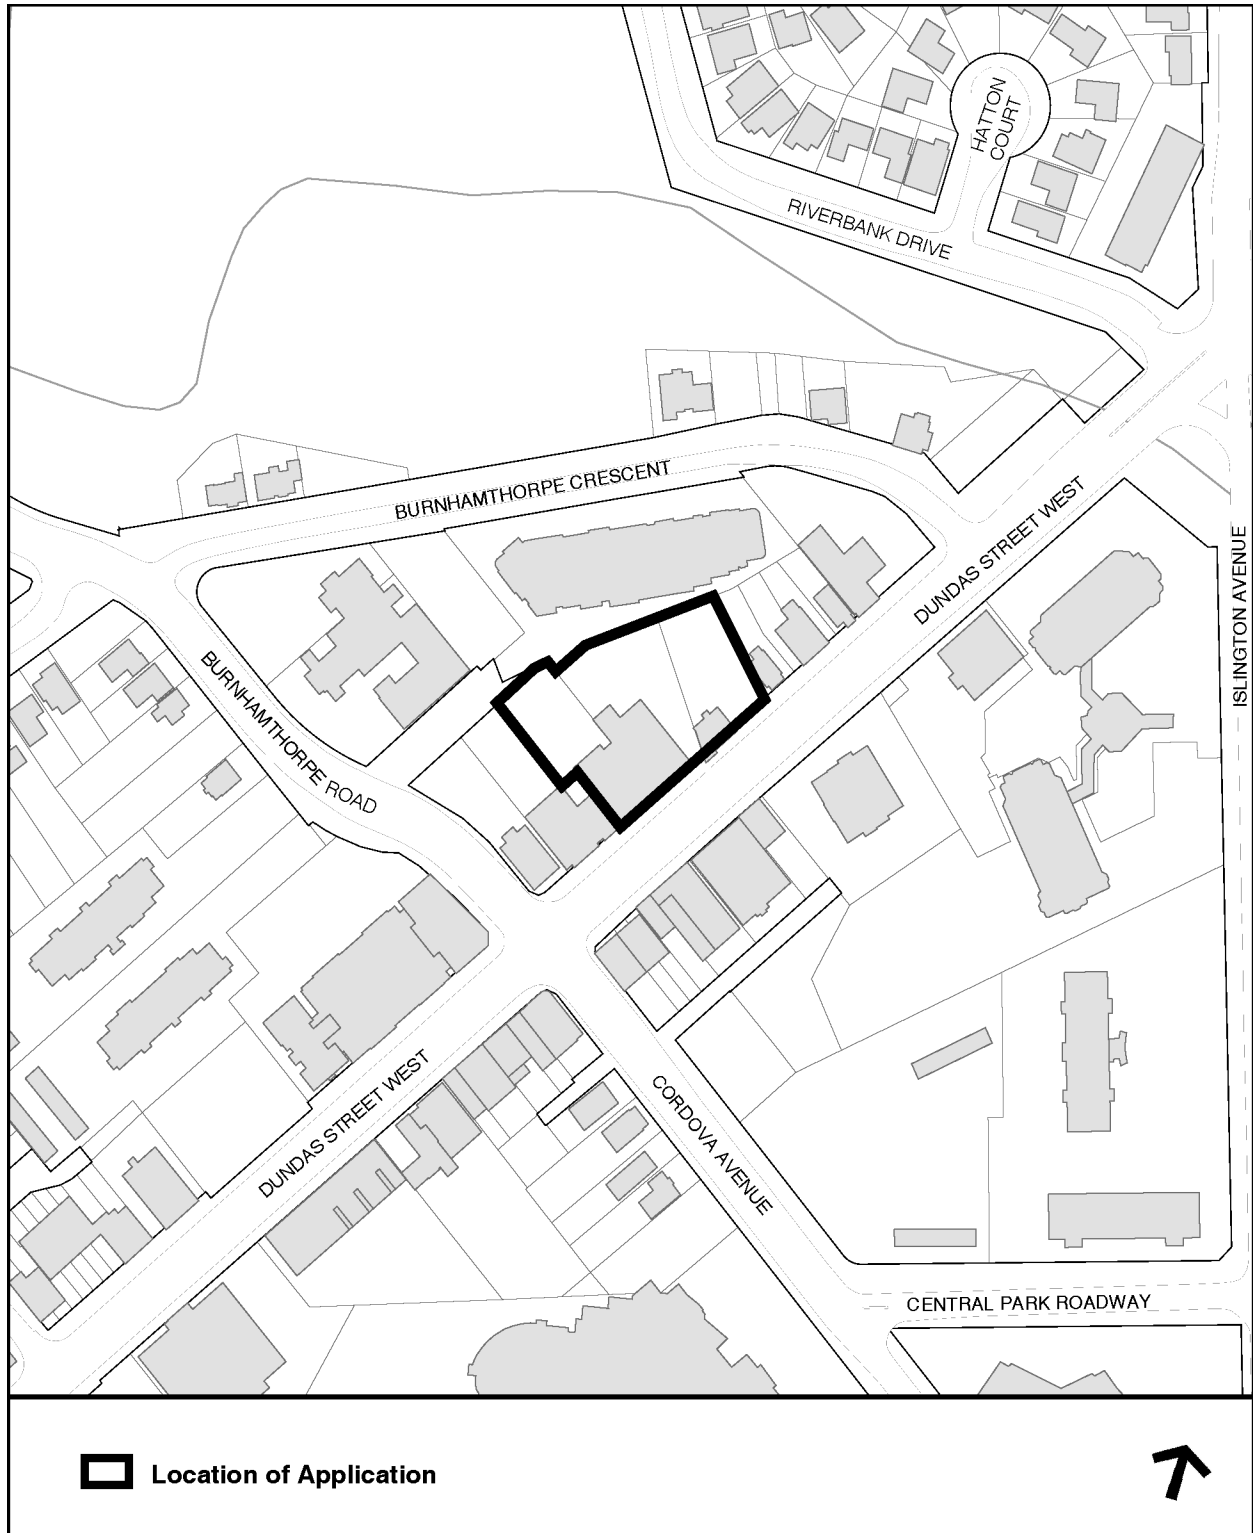 HATTON
COURT
RIVERBANK DRIVE
BURNHAMTHORPE CRESCENT
DUNDAS STREET WEST
ISLINGTON AVENUE
BURNHAMTHORPE ROAD
DUNDAS STREET WEST
CORDOVA AVENUE
CENTRAL PARK ROADWAY
Location of Application